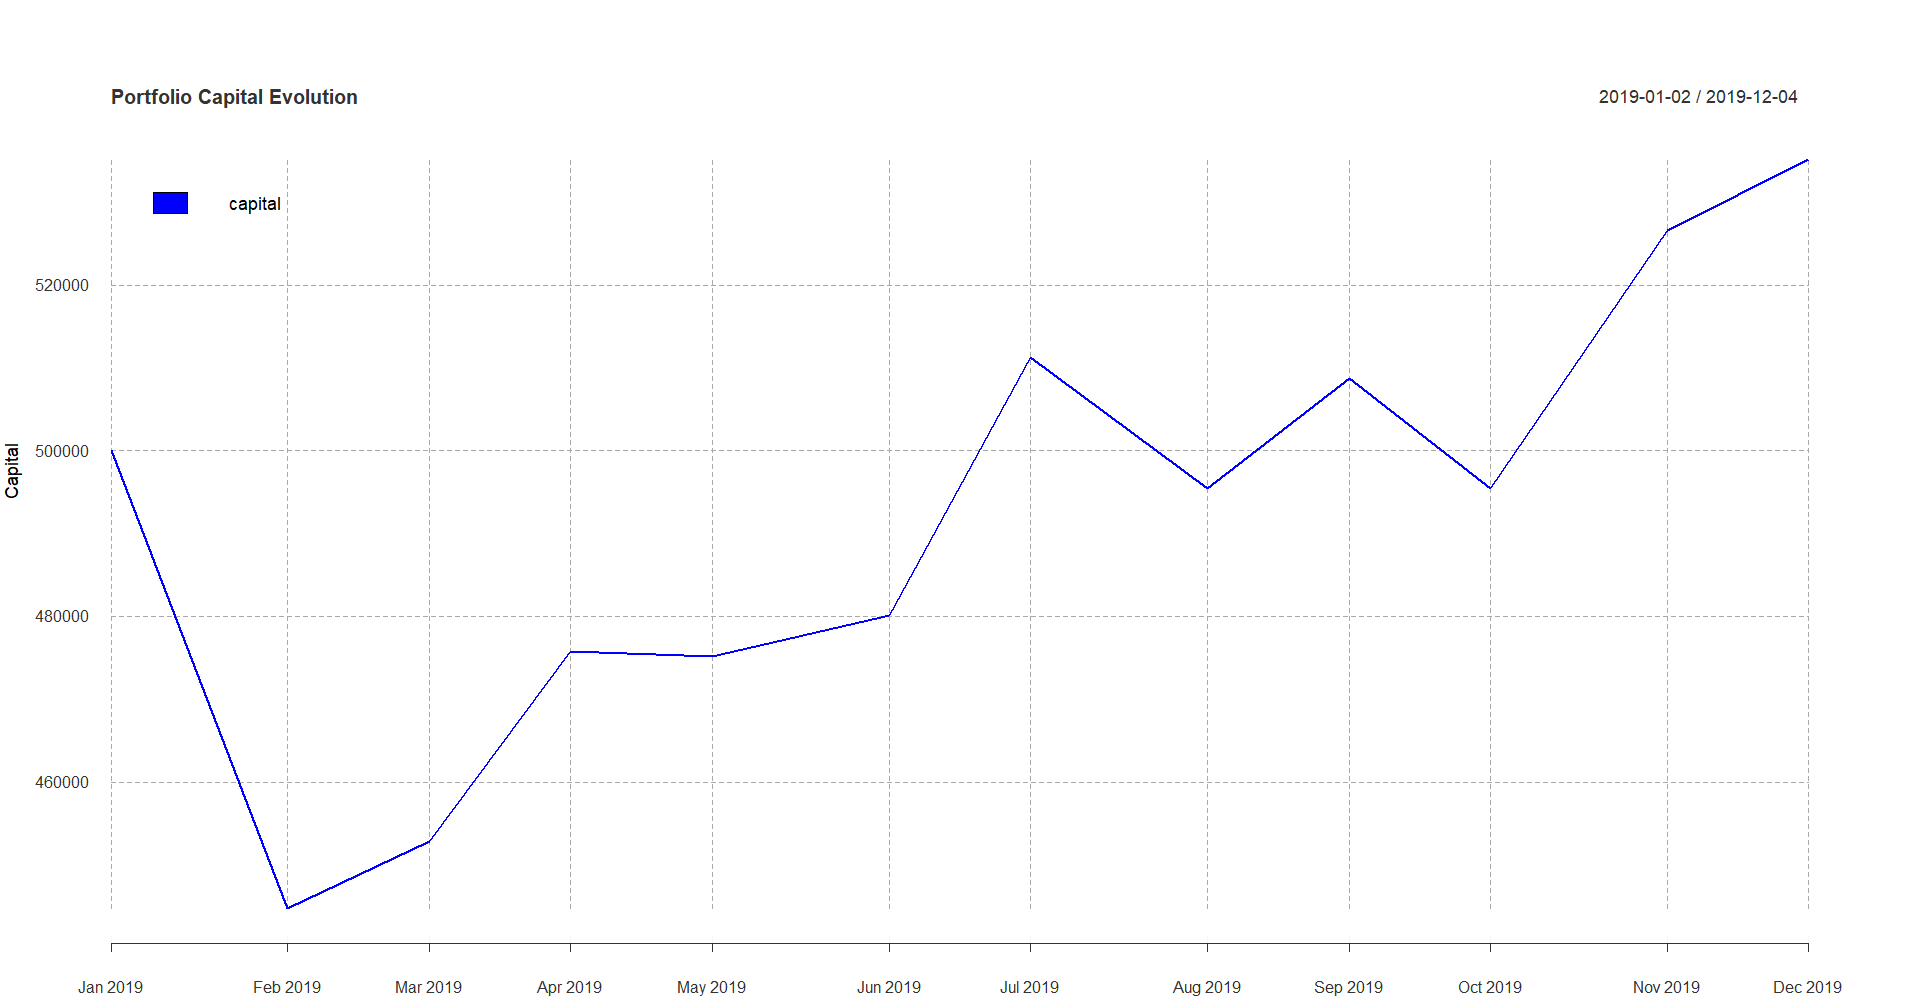 Portfolio Capital Evolution
2019-01-02 / 2019-12-04
capital
520000
500000
480000
460000
Capital
Jan 2019
Feb 2019
Mar 2019
Apr 2019
May 2019
Jun 2019
Jul 2019
Aug 2019
Sep 2019
Oct 2019
Nov 2019
Dec 2019